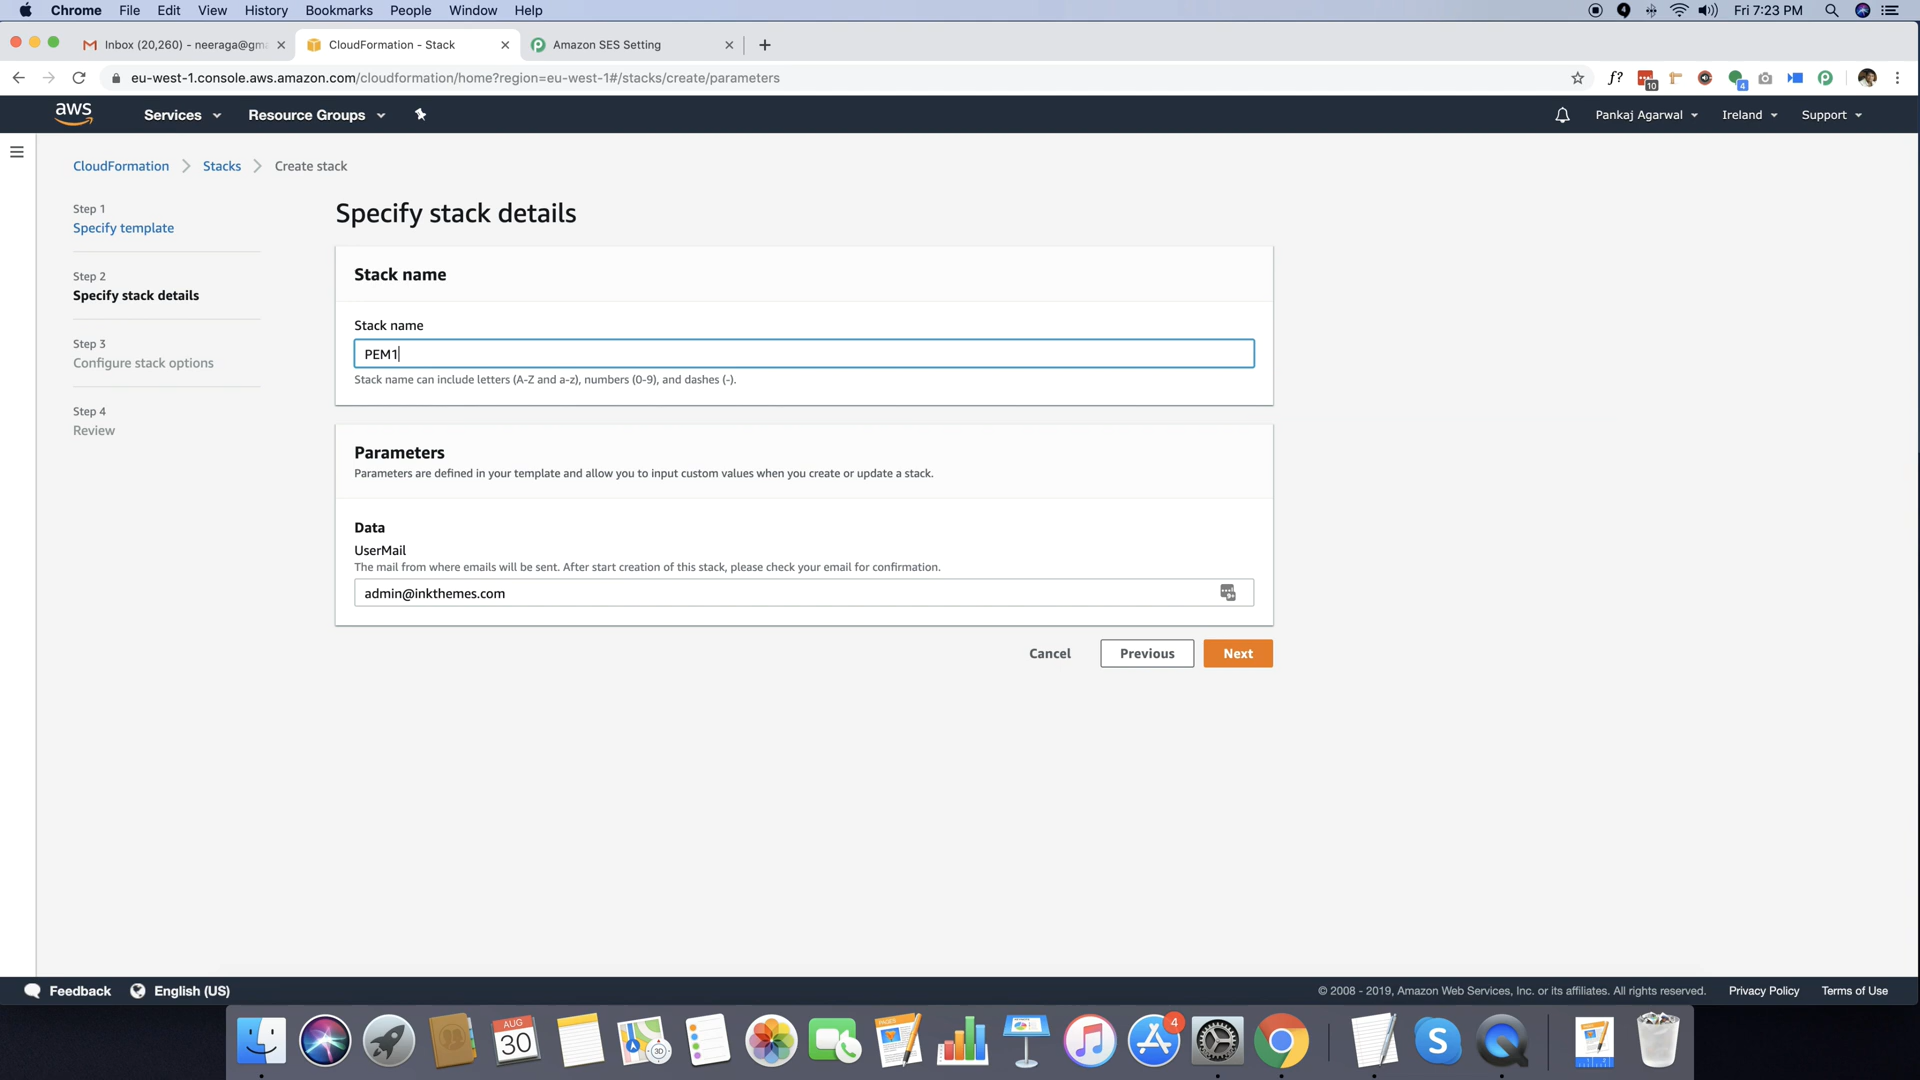 Chrome File Edit View History Bookmarks People Window Help Fri 7:23 PM
Inbox (20,260) - neeraga@gma CloudFormation - Stack Amazon SES Setting
eu-west-1.console.aws.amazon.com/cloudformation/home?region=eu-west-1#/stacks/create/parameters f? 10 4
aws Services Resource Groups Pankaj Agarwal Ireland Support
CloudFormation Stacks Create stack
Step 1
Specify template
Step 2
Specify stack details
Step 3
Configure stack options
Step 4
Review
Specify stack details
Stack name
Stack name
PEM1
Stack name can include letters (A-Z and a-z), numbers (0-9), and dashes (-).
Parameters
Parameters are defined in your template and allow you to input custom values when you create or update a stack.
Data
UserMail
The mail from where emails will be sent. After start creation of this stack, please check your email for confirmation.
admin@inkthemes.com
Cancel Previous Next
Feedback English (US) © 2008 - 2019, Amazon Web Services, Inc. or its affiliates. All rights reserved. Privacy Policy Terms of Use
AUG
30
3D
PAGES
4
PAGES